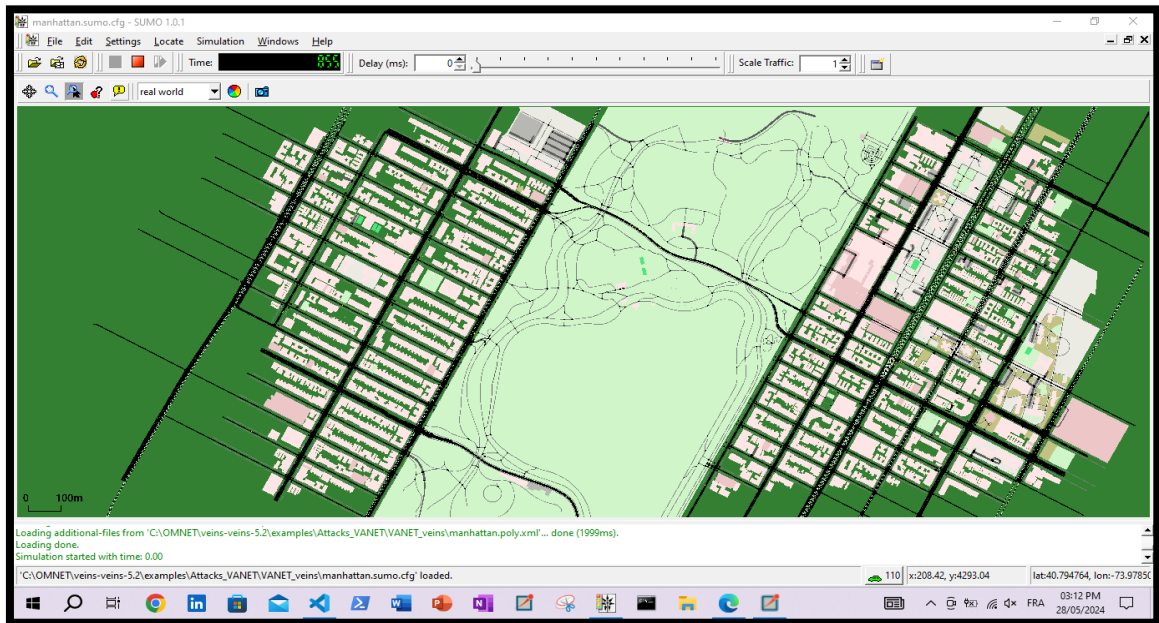 manhattan.sumo.cfg - SUMO 1.0.1
File Edit Settings Locate Simulation Windows Help
Time: 855 Delay (ms): 0 Scale Traffic: 1
real world
0 100m
Loading additional-files from 'C:\OMNET\veins-veins-5.2\examples\Attacks_VANET\VANET_veins\manhattan.poly.xml'... done (1999ms).
Loading done.
Simulation started with time: 0.00
'C:\OMNET\veins-veins-5.2\examples\Attacks_VANET\VANET_veins\manhattan.sumo.cfg' loaded. 110 x:208.42, y:4293.04 lat:40.794764, lon:-73.97850
FRA 03:12 PM
28/05/2024